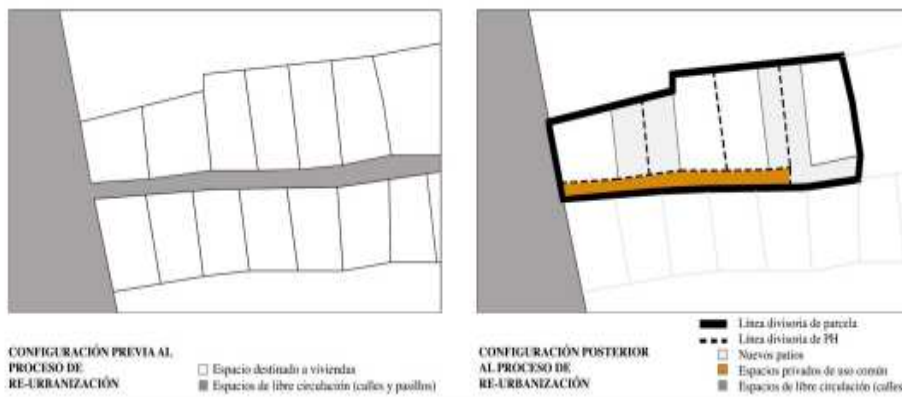 CONFIGURACIÓN PREVIA AL
PROCESO DE
RE-URBANIZACIÓN
Espacio destinado a viviendas
Espacios de libre circulación (calles y pasillos)
CONFIGURACIÓN POSTERIOR
AL PROCESO DE
RE-URBANIZACIÓN
Línea divisoria de parcela
Línea divisoria de PH
Nuevos patios
Espacios privados de uso común
Espacios de libre circulación (calles